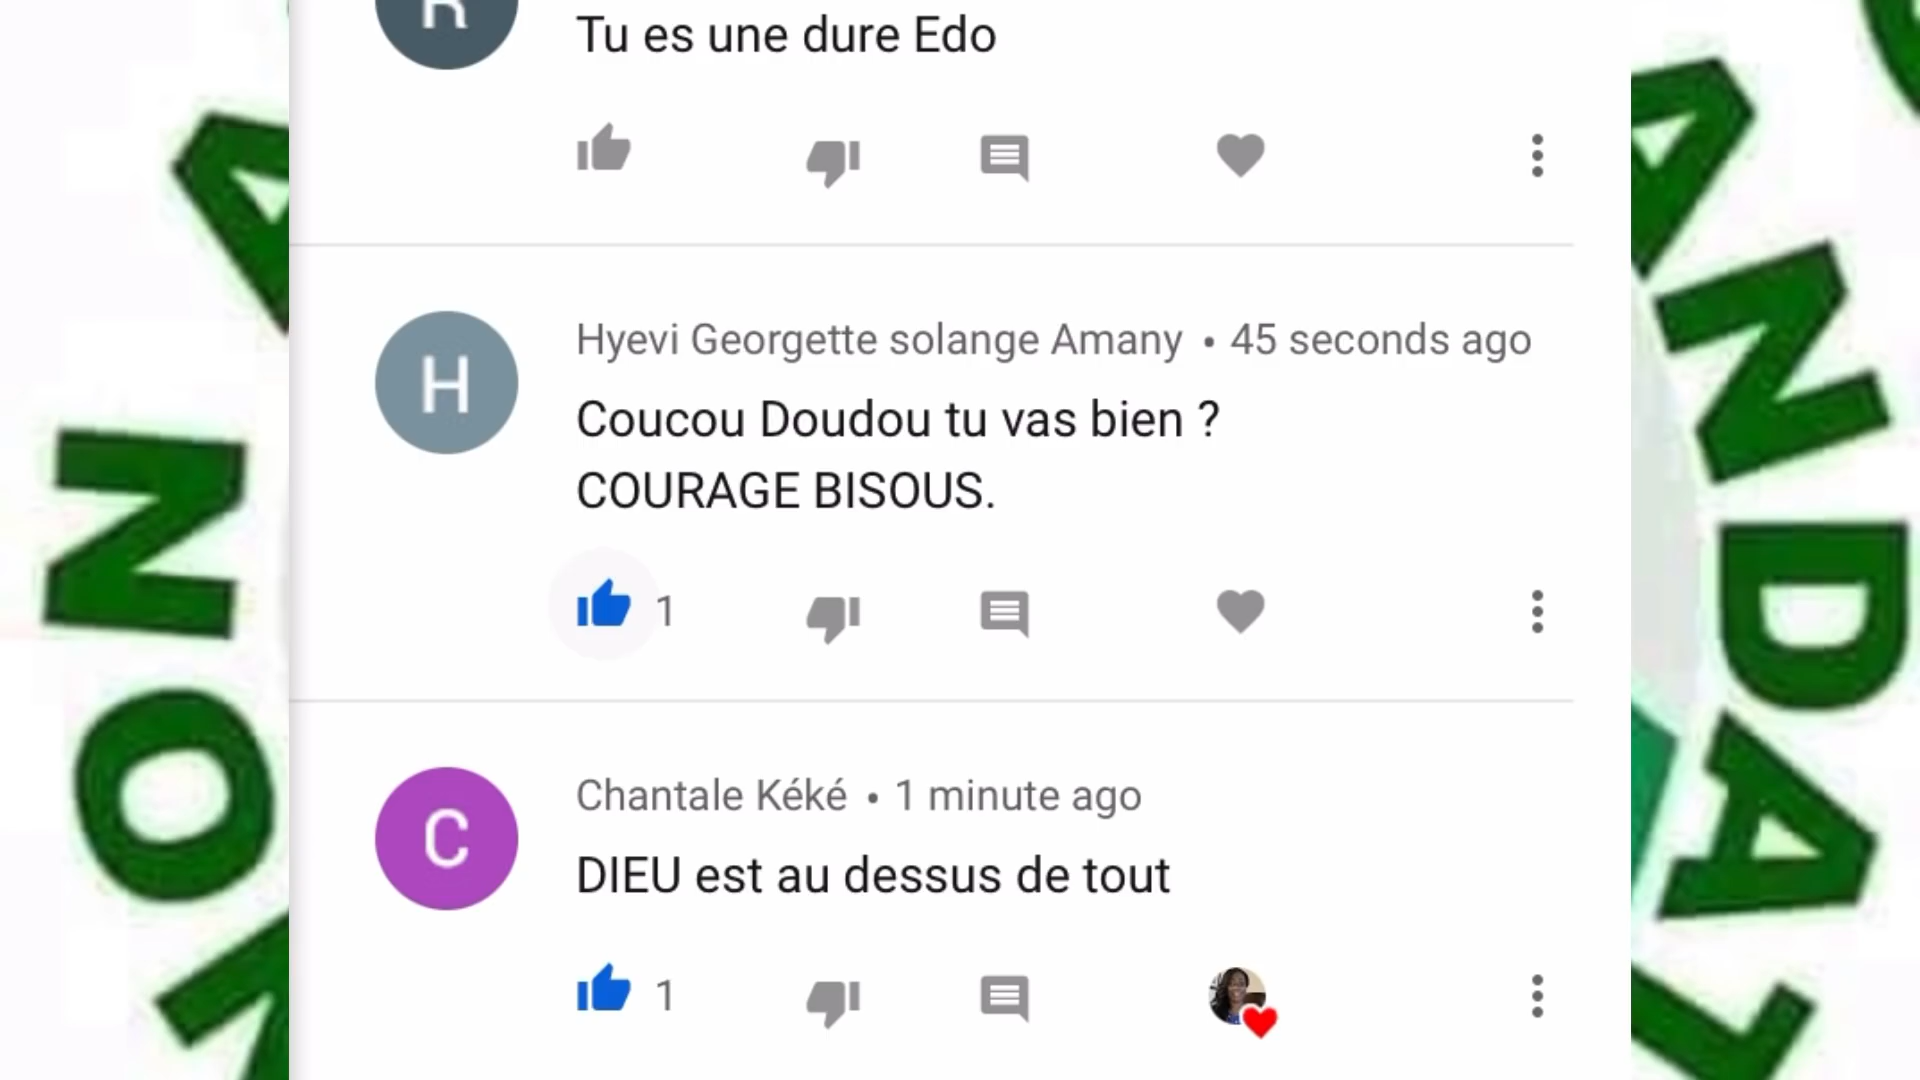 R
Tu es une dure Edo
H
Hyevi Georgette solange Amany • 45 seconds ago
Coucou Doudou tu vas bien ?
COURAGE BISOUS.
1
C
Chantale Kéké • 1 minute ago
DIEU est au dessus de tout
1